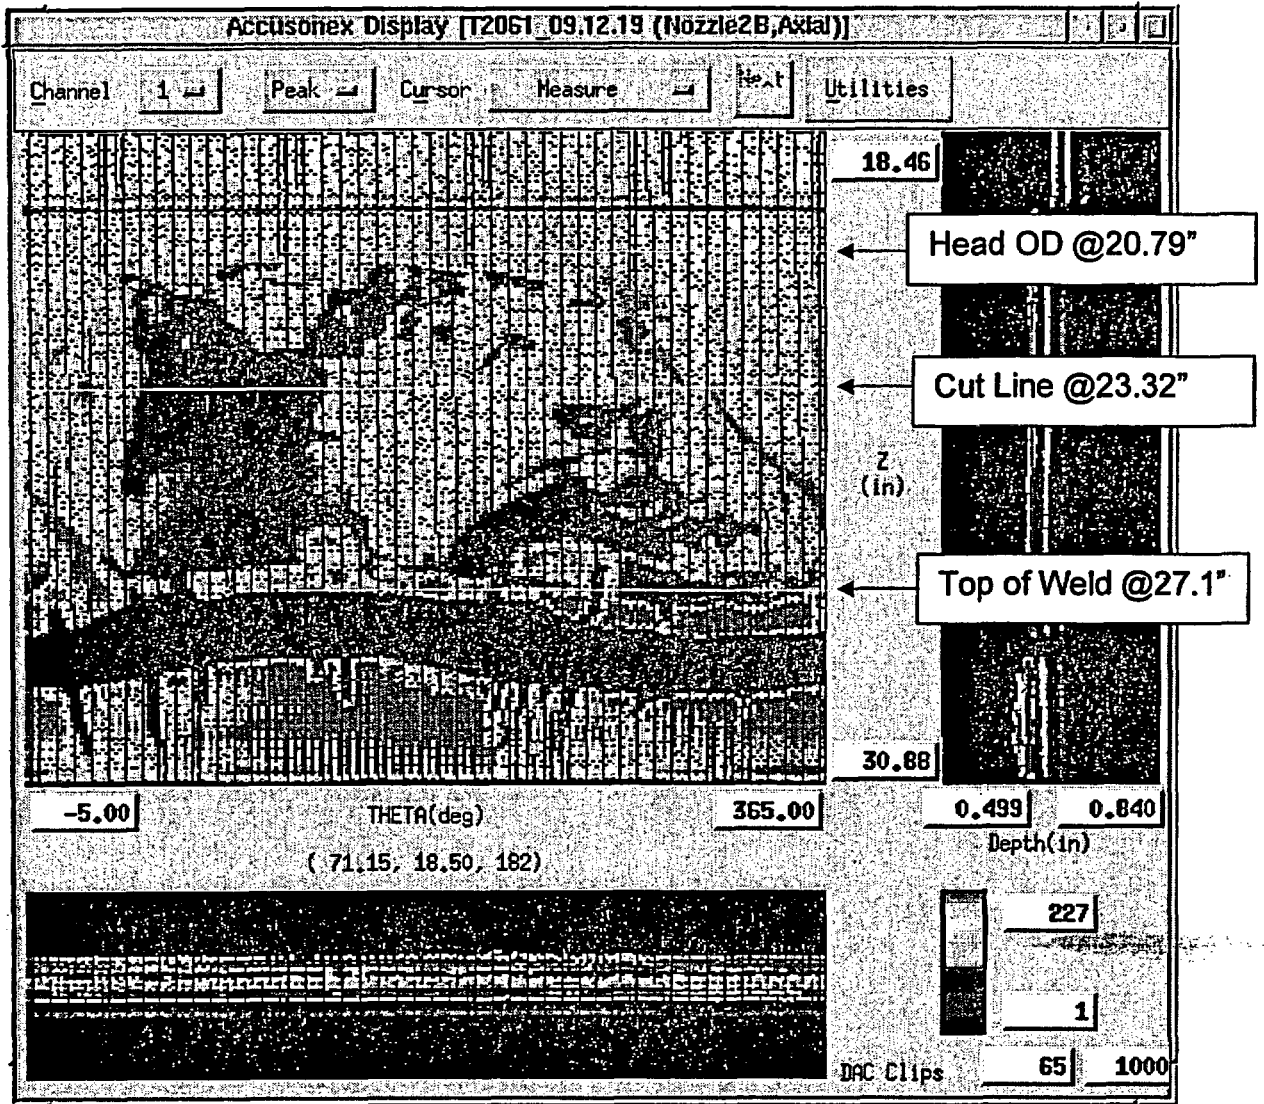 Accusonex Display [T2061_09.12.19 (Nozzle2B,Axial)]
Channel 1 Peak Cursor Measure Next Utilities
18.46
Head OD @20.79"
Cut Line @23.32"
Z
(in)
Top of Weld @27.1"
30.88
-5.00 THETA(deg) 365.00 0.499 0.840
Depth(in)
( 71.15, 18.50, 182)
227
1
DAC Clips 65 1000